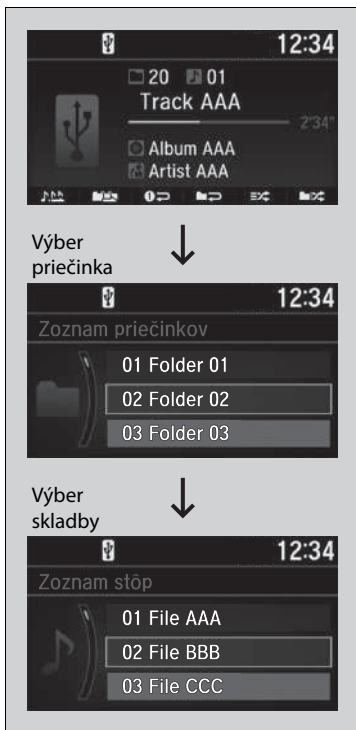 12:34
20 01
Track AAA
2'34"
Album AAA
Artist AAA
Výber
priečinka
12:34
Zoznam priečinkov
01 Folder 01
02 Folder 02
03 Folder 03
Výber
skladby
12:34
Zoznam stôp
01 File AAA
02 File BBB
03 File CCC